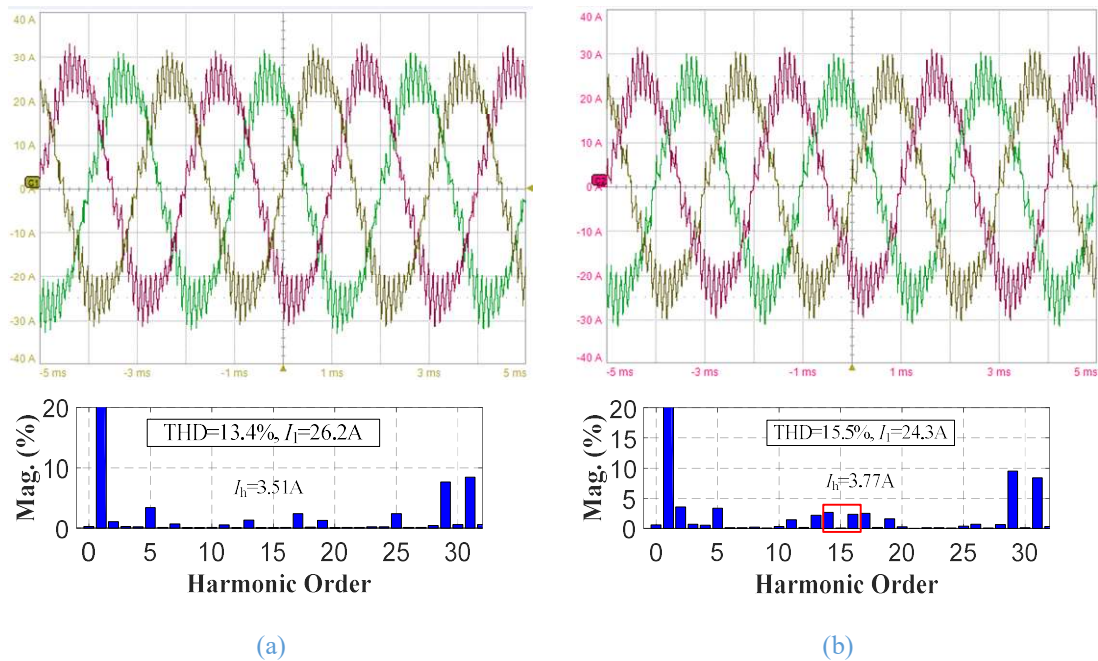 40 A
30 A
20 A
10 A
0 A
-10 A
-20 A
-30 A
-40 A
-5 ms
-3 ms
-1 ms
1 ms
3 ms
5 ms
20
10
0
Mag. (%)
THD=13.4%, I1=26.2A
Ih=3.51A
0 5 10 15 20 25 30
Harmonic Order
(a)
40 A
30 A
20 A
10 A
0 A
-10 A
-20 A
-30 A
-40 A
-5 ms
-3 ms
-1 ms
1 ms
3 ms
5 ms
20
10
5
0
Mag. (%)
THD=15.5%, I1=24.3A
Ih=3.77A
0 5 10 15 20 25 30
Harmonic Order
(b)